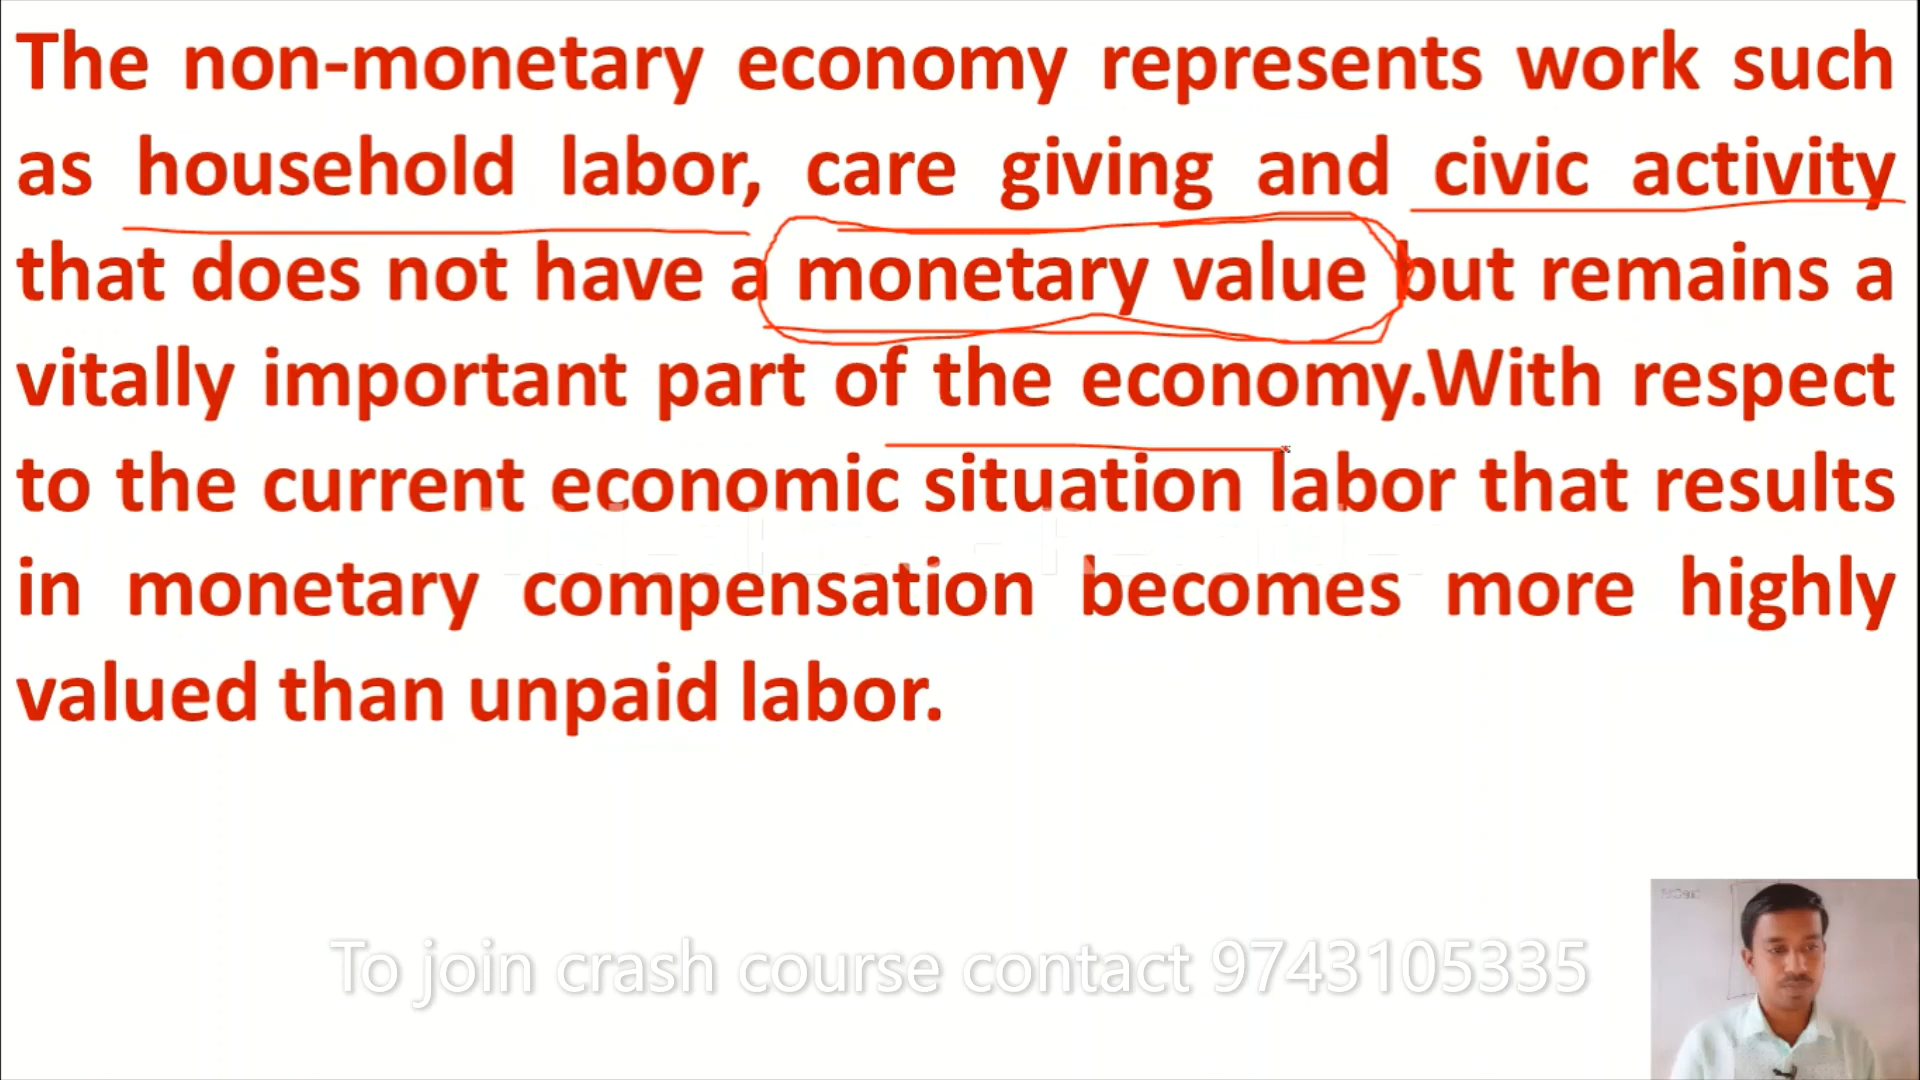 The non-monetary economy represents work such
as household labor, care giving and civic activity
that does not have a monetary value but remains a
vitally important part of the economy.With respect
to the current economic situation labor that results
in monetary compensation becomes more highly
valued than unpaid labor.
To join crash course contact 9743105335